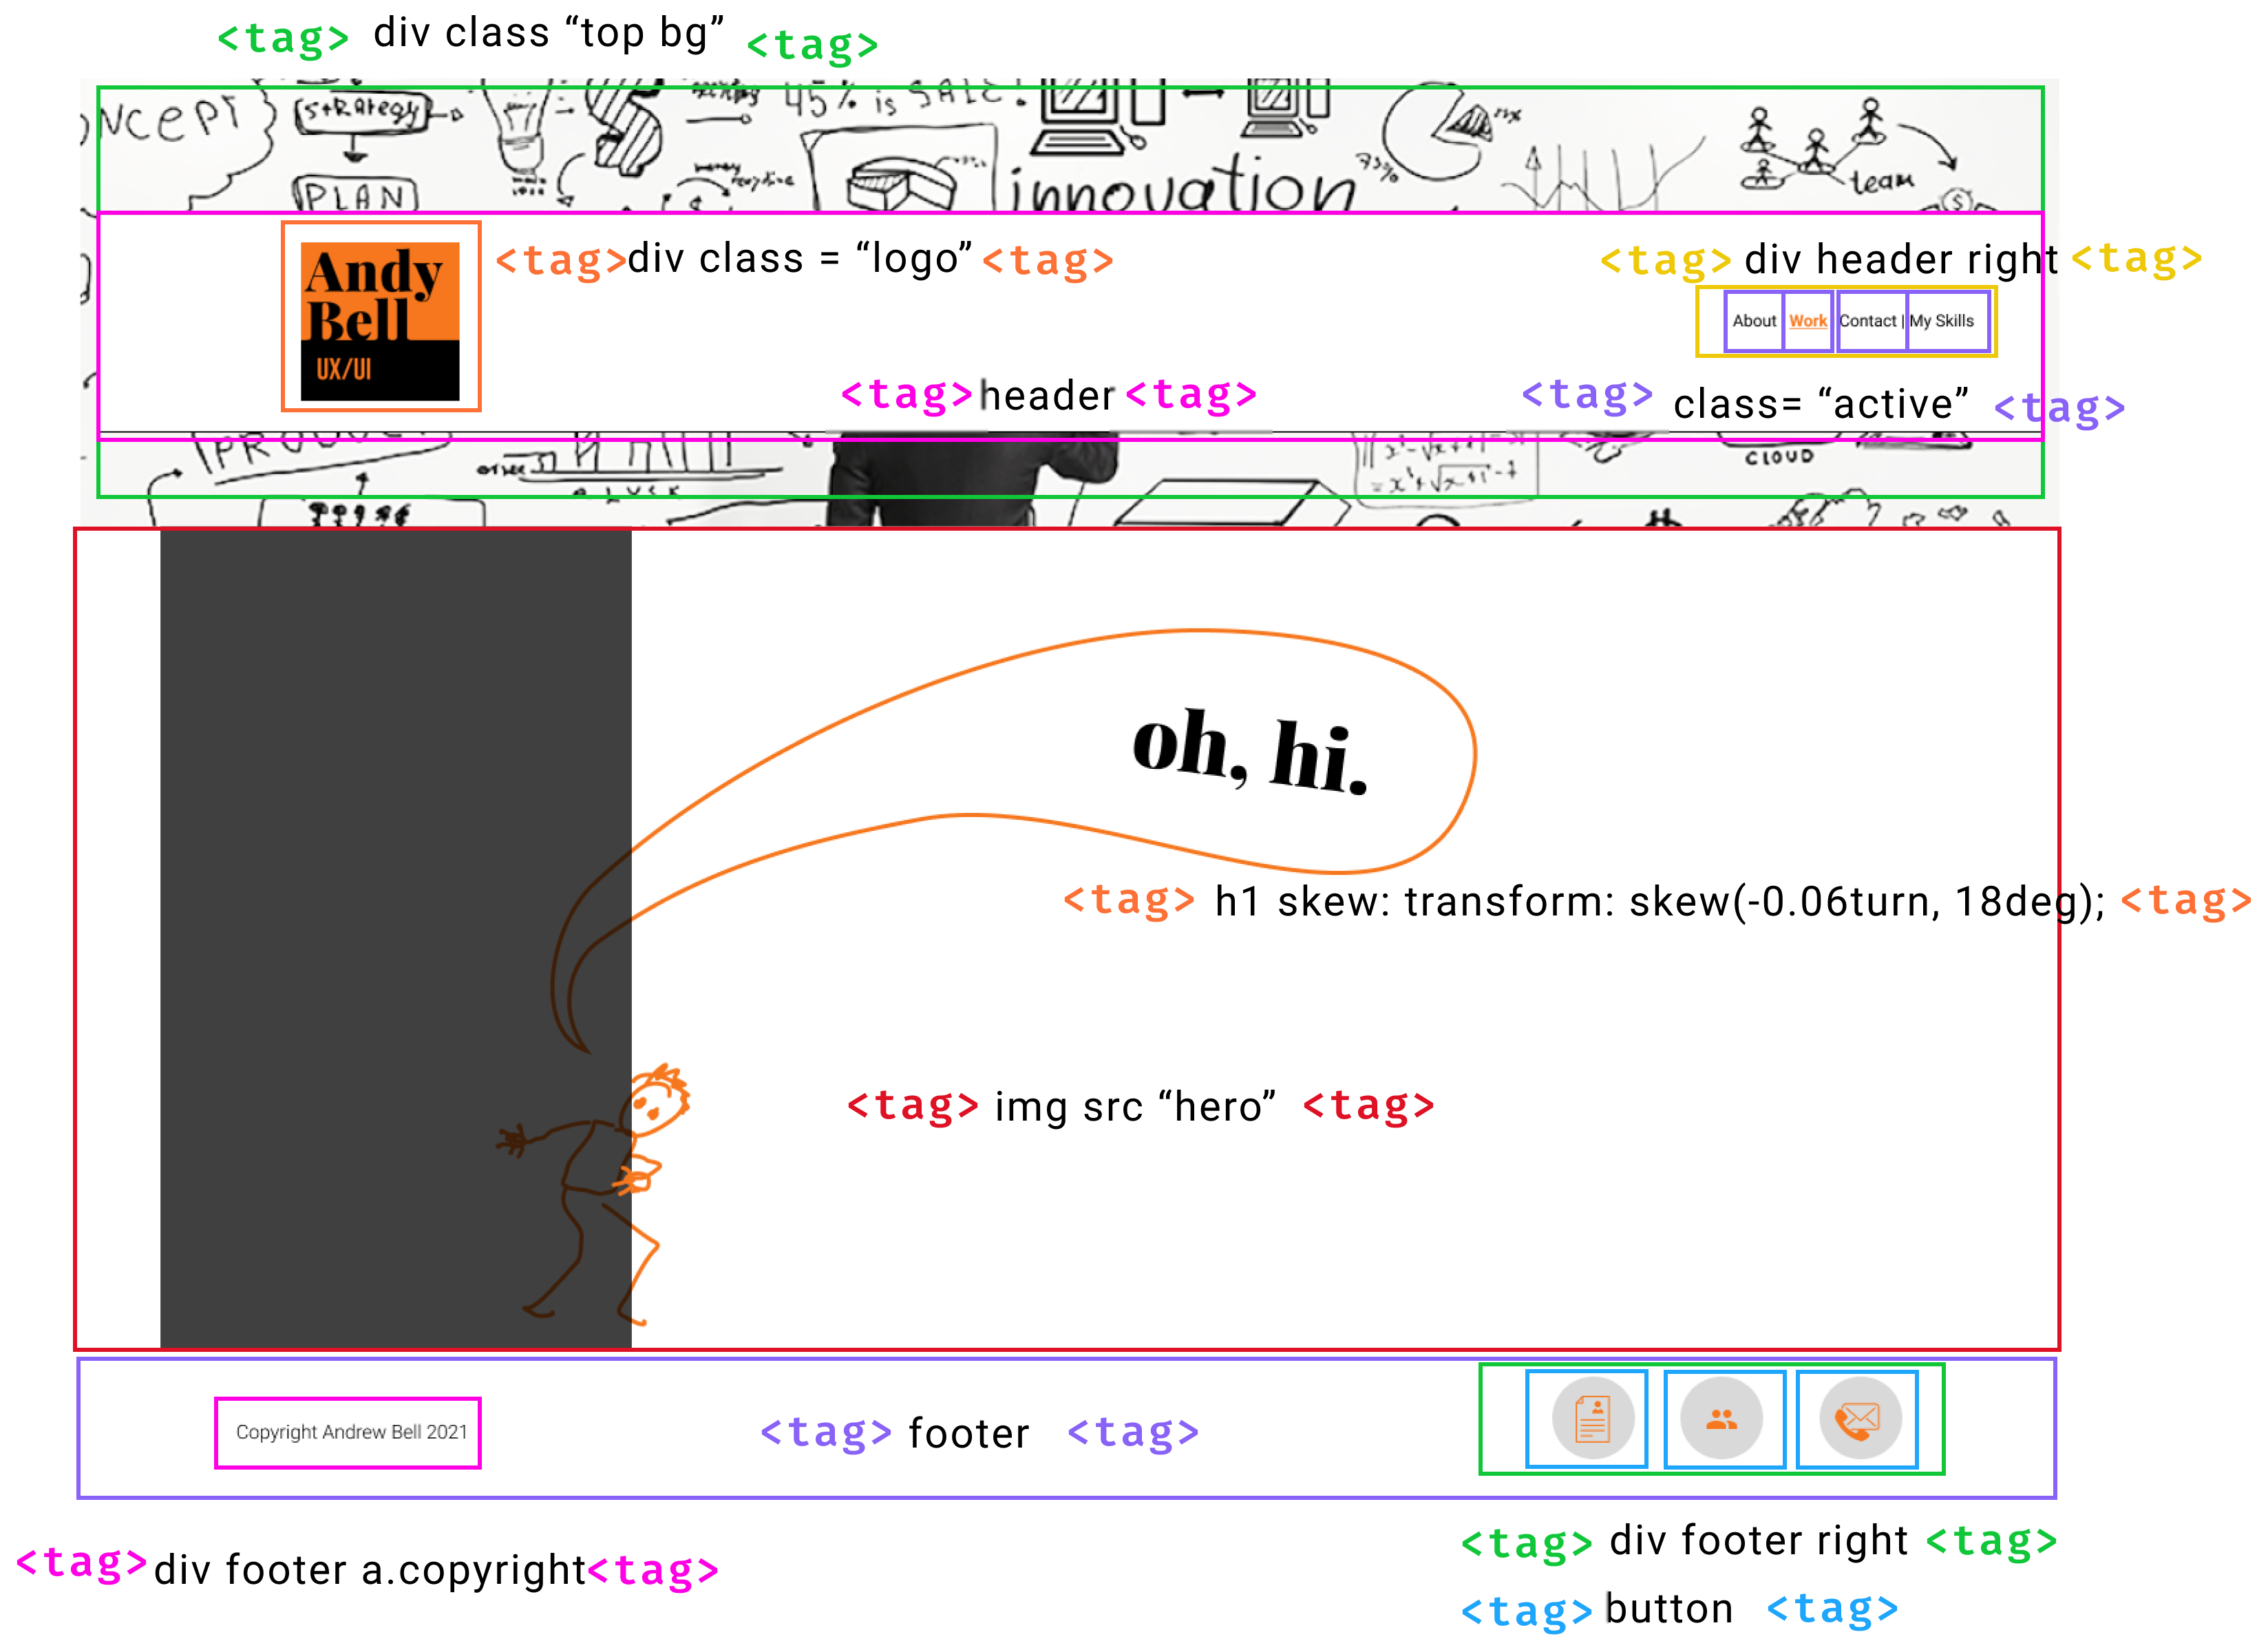 <tag> div class “top bg” <tag>
strategy
PLAN
45% is SALE!
innovation
73%
team
$
Andy
Bell
UX/UI
<tag>div class = “logo”<tag>
<tag> div header right <tag>
About Work Contact | My Skills
<tag>header<tag>
<tag> class= “active” <tag>
CLOUD
oh, hi.
<tag> h1 skew: transform: skew(-0.06turn, 18deg); <tag>
<tag> img src “hero” <tag>
Copyright Andrew Bell 2021
<tag> footer <tag>
<tag>div footer a.copyright<tag>
<tag> div footer right <tag>
<tag> button <tag>